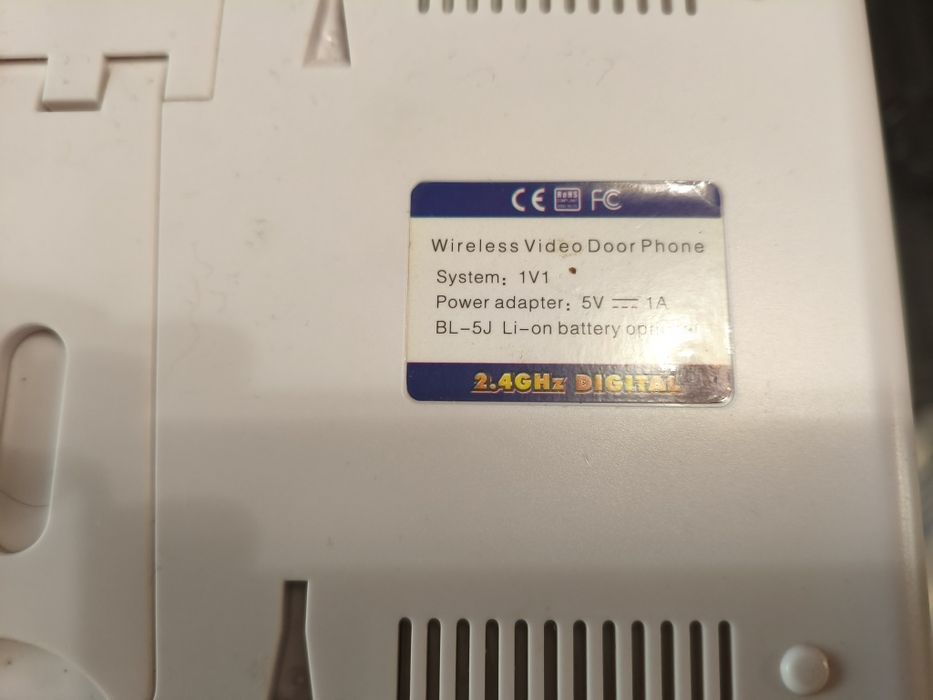 CE RoHS FC
Wireless Video Door Phone
System: 1V1
Power adapter: 5V ⎓ 1A
BL-5J Li-on battery
2.4GHz DIGITAL